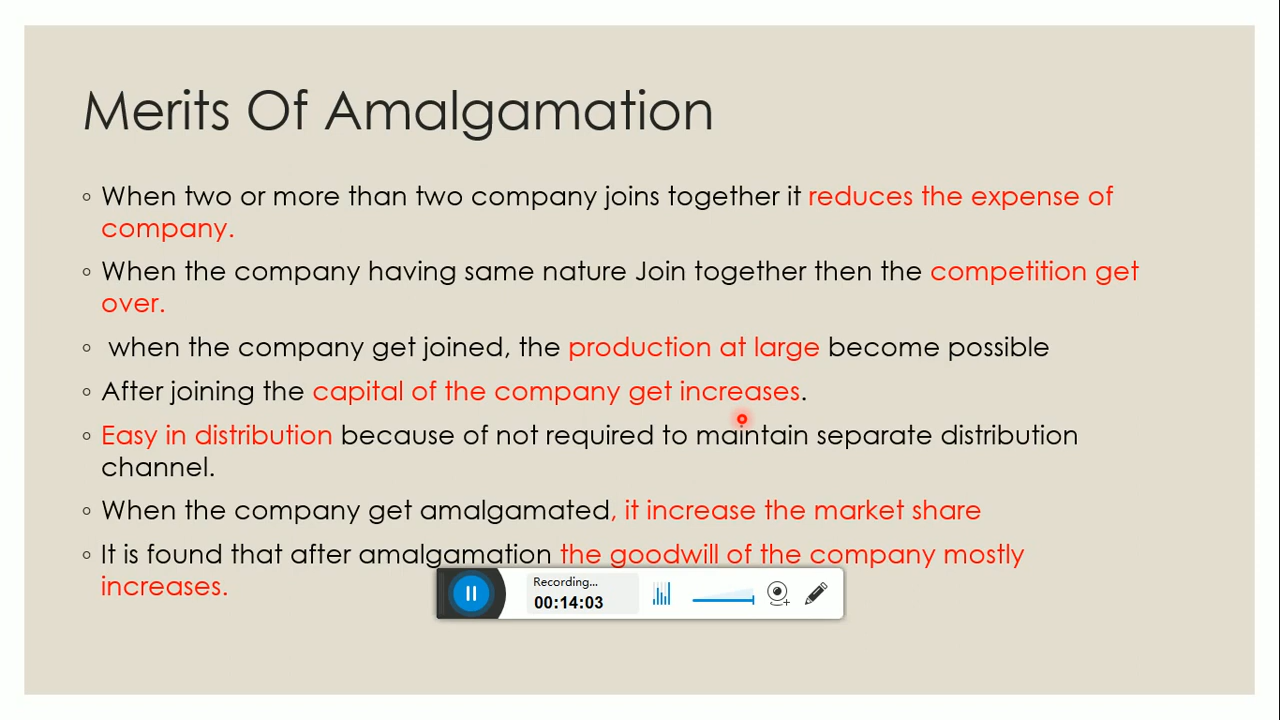 Merits Of Amalgamation
◦ When two or more than two company joins together it reduces the expense of
company.
◦ When the company having same nature Join together then the competition get
over.
◦ when the company get joined, the production at large become possible
◦ After joining the capital of the company get increases.
◦ Easy in distribution because of not required to maintain separate distribution
channel.
◦ When the company get amalgamated, it increase the market share
◦ It is found that after amalgamation the goodwill of the company mostly
increases.
Recording...
00:14:03